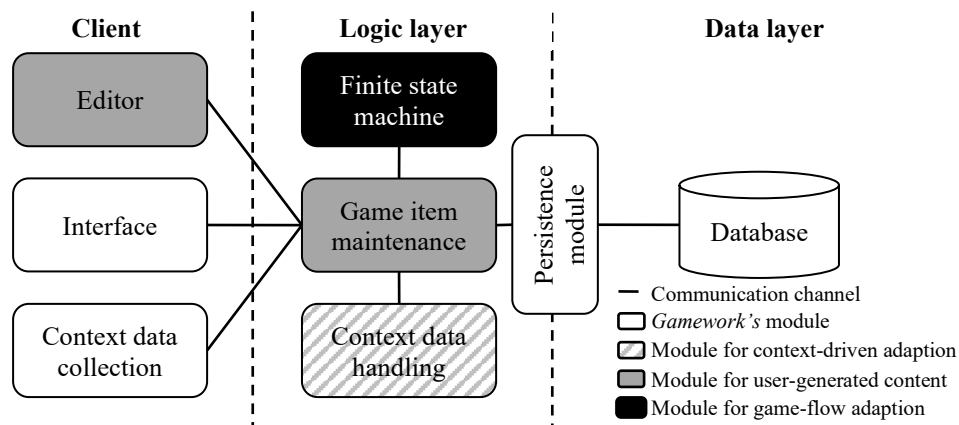 Client
Logic layer
Data layer
Editor
Finite state
machine
Interface
Game item
maintenance
Persistence
module
Database
Context data
collection
Context data
handling
Communication channel
Gamework's module
Module for context-driven adaption
Module for user-generated content
Module for game-flow adaption